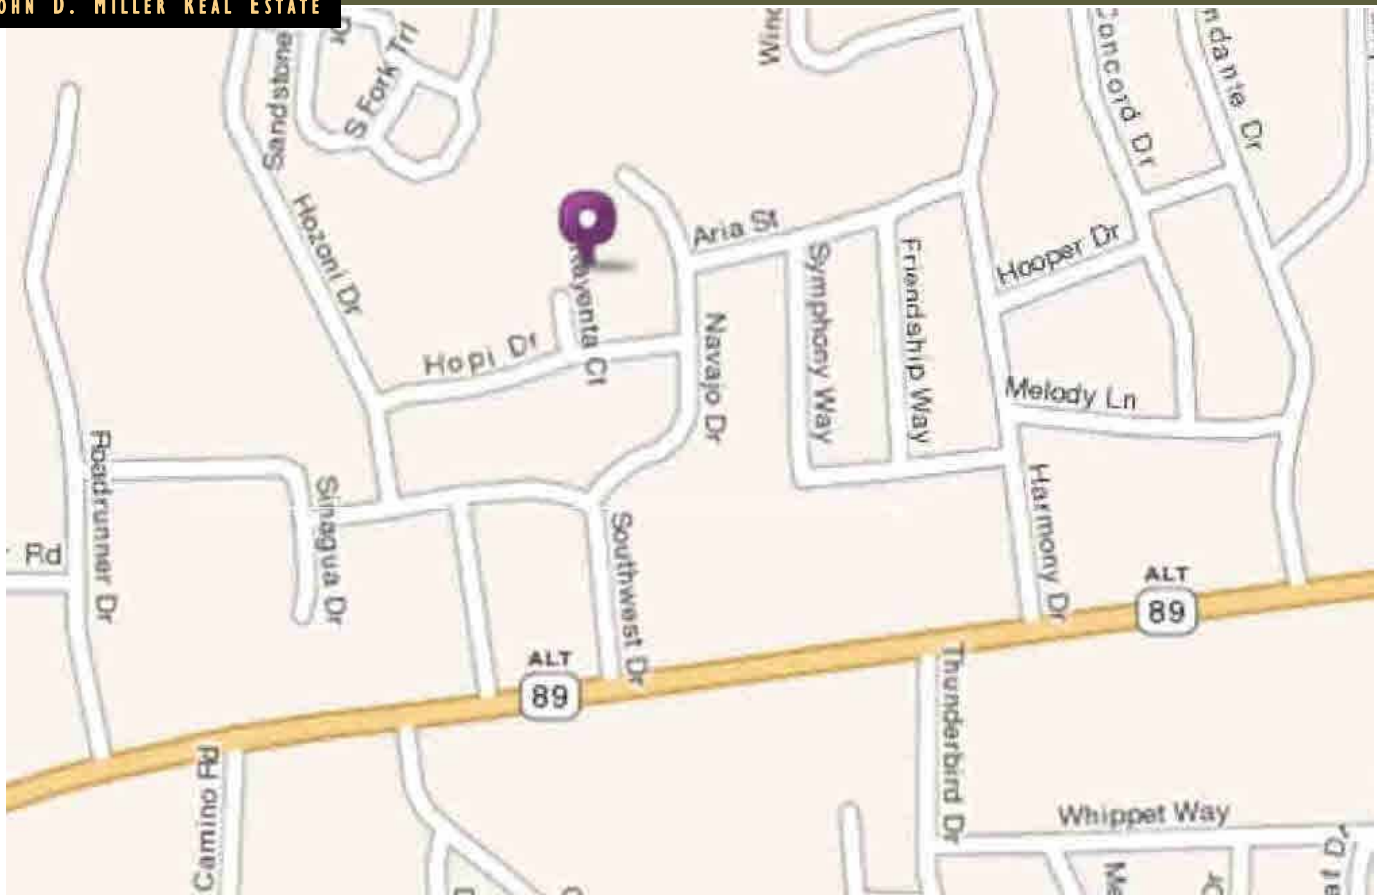 OHN D. MILLER REAL ESTATE
Sandstone
S Fork Trl
Hozoni Dr
Aria St
Hooper Dr
Concord Dr
Hopi Dr
Navajo Dr
Symphony Way
Friendship Way
Melody Ln
Roadrunner Dr
Sinagua Dr
Rd
Southwest Dr
Harmony Dr
ALT
89
ALT
89
Camino Rd
Thunderbird Dr
Whippet Way